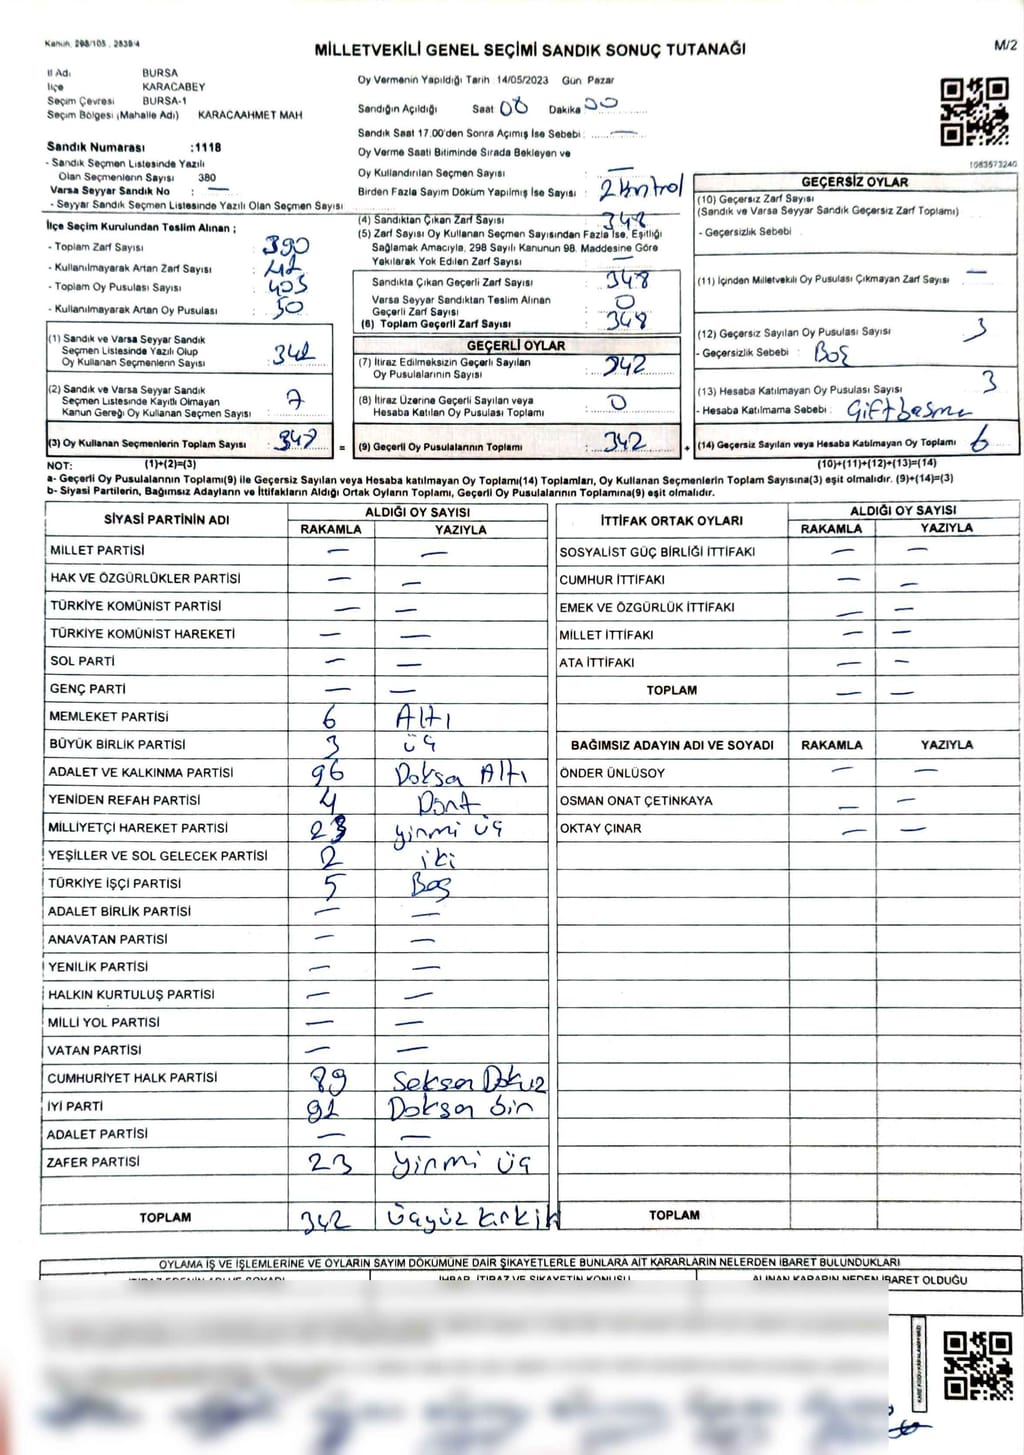 Kanun, 298/105, 2839/4
MİLLETVEKİLİ GENEL SEÇİMİ SANDIK SONUÇ TUTANAĞI
M/2
İl Adı BURSA
İlçe KARACABEY
Seçim Çevresi BURSA-1
Seçim Bölgesi (Mahalle Adı) KARACAAHMET MAH
Sandık Numarası :1118
- Sandık Seçmen Listesinde Yazılı
Olan Seçmenlerin Sayısı 380
Varsa Seyyar Sandık No : —
- Seyyar Sandık Seçmen Listesinde Yazılı Olan Seçmen Sayısı
Oy Vermenin Yapıldığı Tarih 14/05/2023 Gün Pazar
Sandığın Açıldığı Saat 08 Dakika 00
Sandık Saat 17.00'den Sonra Açımış İse Sebebi : —
Oy Verme Saati Bitiminde Sırada Bekleyen ve
Oy Kullandırılan Seçmen Sayısı : —
Birden Fazla Sayım Döküm Yapılmış İse Sayısı : 2 kontrol
1083573240
İlçe Seçim Kurulundan Teslim Alınan ;
- Toplam Zarf Sayısı : 390
- Kullanılmayarak Artan Zarf Sayısı : 42
- Toplam Oy Pusulası Sayısı : 405
- Kullanılmayarak Artan Oy Pusulası : 50
(1) Sandık ve Varsa Seyyar Sandık
Seçmen Listesinde Yazılı Olup
Oy Kullanan Seçmenlerin Sayısı : 341
(2) Sandık ve Varsa Seyyar Sandık
Seçmen Listesinde Kayıtlı Olmayan
Kanun Gereği Oy Kullanan Seçmen Sayısı : 7
(3) Oy Kullanan Seçmenlerin Toplam Sayısı : 348
(1)+(2)=(3)
(4) Sandıktan Çıkan Zarf Sayısı : 348
(5) Zarf Sayısı Oy Kullanan Seçmen Sayısından Fazla İse, Eşitliği
Sağlamak Amacıyla, 298 Sayılı Kanunun 98. Maddesine Göre
Yakılarak Yok Edilen Zarf Sayısı : —
Sandıkta Çıkan Geçerli Zarf Sayısı : 348
Varsa Seyyar Sandıktan Teslim Alınan
Geçerli Zarf Sayısı : 0
(6) Toplam Geçerli Zarf Sayısı : 348
GEÇERLİ OYLAR
(7) İtiraz Edilmeksizin Geçerli Sayılan
Oy Pusulalarının Sayısı : 342
(8) İtiraz Üzerine Geçerli Sayılan veya
Hesaba Katılan Oy Pusulası Toplamı : 0
= (9) Geçerli Oy Pusulalarının Toplamı : 342 +
GEÇERSİZ OYLAR
(10) Geçersiz Zarf Sayısı
(Sandık ve Varsa Seyyar Sandık Geçersiz Zarf Toplamı)
- Geçersizlik Sebebi
(11) İçinden Milletvekili Oy Pusulası Çıkmayan Zarf Sayısı —
(12) Geçersiz Sayılan Oy Pusulası Sayısı 3
- Geçersizlik Sebebi : Boş
(13) Hesaba Katılmayan Oy Pusulası Sayısı 3
- Hesaba Katılmama Sebebi : Çift basma
(14) Geçersiz Sayılan veya Hesaba Katılmayan Oy Toplamı 6
(10)+(11)+(12)+(13)=(14)
NOT:
a- Geçerli Oy Pusulaları Toplamı(9) ile Geçersiz Sayılan veya Hesaba katılmayan Oy Toplamı(14) Toplamları, Oy Kullanan Seçmenlerin Toplam Sayısına(3) eşit olmalıdır. (9)+(14)=(3)
b- Siyasi Partilerin, Bağımsız Adayların ve İttifakların Aldığı Ortak Oyların Toplamı, Geçerli Oy Pusulalarının Toplamına(9) eşit olmalıdır.
SİYASİ PARTİNİN ADI ALDIĞI OY SAYISI
RAKAMLA YAZIYLA
MİLLET PARTİSİ — —
HAK VE ÖZGÜRLÜKLER PARTİSİ — —
TÜRKİYE KOMÜNİST PARTİSİ — —
TÜRKİYE KOMÜNİST HAREKETİ — —
SOL PARTİ — —
GENÇ PARTİ — —
MEMLEKET PARTİSİ 6 Altı
BÜYÜK BİRLİK PARTİSİ 3 üç
ADALET VE KALKINMA PARTİSİ 96 Doksan Altı
YENİDEN REFAH PARTİSİ 4 Dört
MİLLİYETÇİ HAREKET PARTİSİ 23 yirmi üç
YEŞİLLER VE SOL GELECEK PARTİSİ 2 iki
TÜRKİYE İŞÇİ PARTİSİ 5 Beş
ADALET BİRLİK PARTİSİ — —
ANAVATAN PARTİSİ — —
YENİLİK PARTİSİ — —
HALKIN KURTULUŞ PARTİSİ — —
MİLLİ YOL PARTİSİ — —
VATAN PARTİSİ — —
CUMHURİYET HALK PARTİSİ 89 Seksen Dokuz
İYİ PARTİ 91 Doksan bir
ADALET PARTİSİ — —
ZAFER PARTİSİ 23 yirmi üç
TOPLAM 342 Üçyüz kırk iki
İTTİFAK ORTAK OYLARI ALDIĞI OY SAYISI
RAKAMLA YAZIYLA
SOSYALİST GÜÇ BİRLİĞİ İTTİFAKI — —
CUMHUR İTTİFAKI — —
EMEK VE ÖZGÜRLÜK İTTİFAKI — —
MİLLET İTTİFAKI — —
ATA İTTİFAKI — —
TOPLAM — —
BAĞIMSIZ ADAYIN ADI VE SOYADI RAKAMLA YAZIYLA
ÖNDER ÜNLÜSOY — —
OSMAN ONAT ÇETİNKAYA — —
OKTAY ÇINAR — —
TOPLAM
OYLAMA İŞ VE İŞLEMLERİNE VE OYLARIN SAYIM DÖKÜMÜNE DAİR ŞİKAYETLERLE BUNLARA AİT KARARLARIN NELERDEN İBARET BULUNDUKLARI
İHBAR, İTİRAZ VE ŞİKAYETİN KONUSU ALINAN KARARIN NEDEN İBARET OLDUĞU